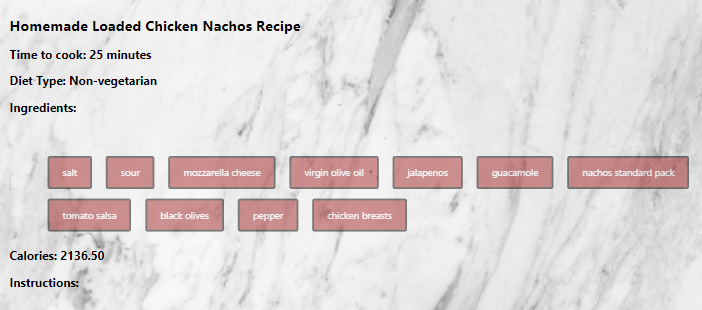 Homemade Loaded Chicken Nachos Recipe
Time to cook: 25 minutes
Diet Type: Non-vegetarian
Ingredients:
salt sour mozzarella cheese virgin olive oil jalapenos guacamole nachos standard pack
tomato salsa black olives pepper chicken breasts
Calories: 2136.50
Instructions: